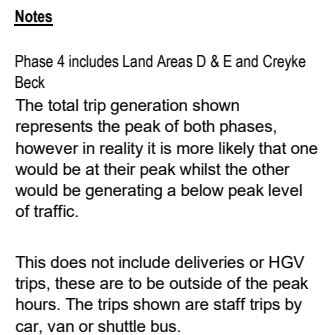 Notes
Phase 4 includes Land Areas D & E and Creyke
Beck
The total trip generation shown
represents the peak of both phases,
however in reality it is more likely that one
would be at their peak whilst the other
would be generating a below peak level
of traffic.
This does not include deliveries or HGV
trips, these are to be outside of the peak
hours. The trips shown are staff trips by
car, van or shuttle bus.